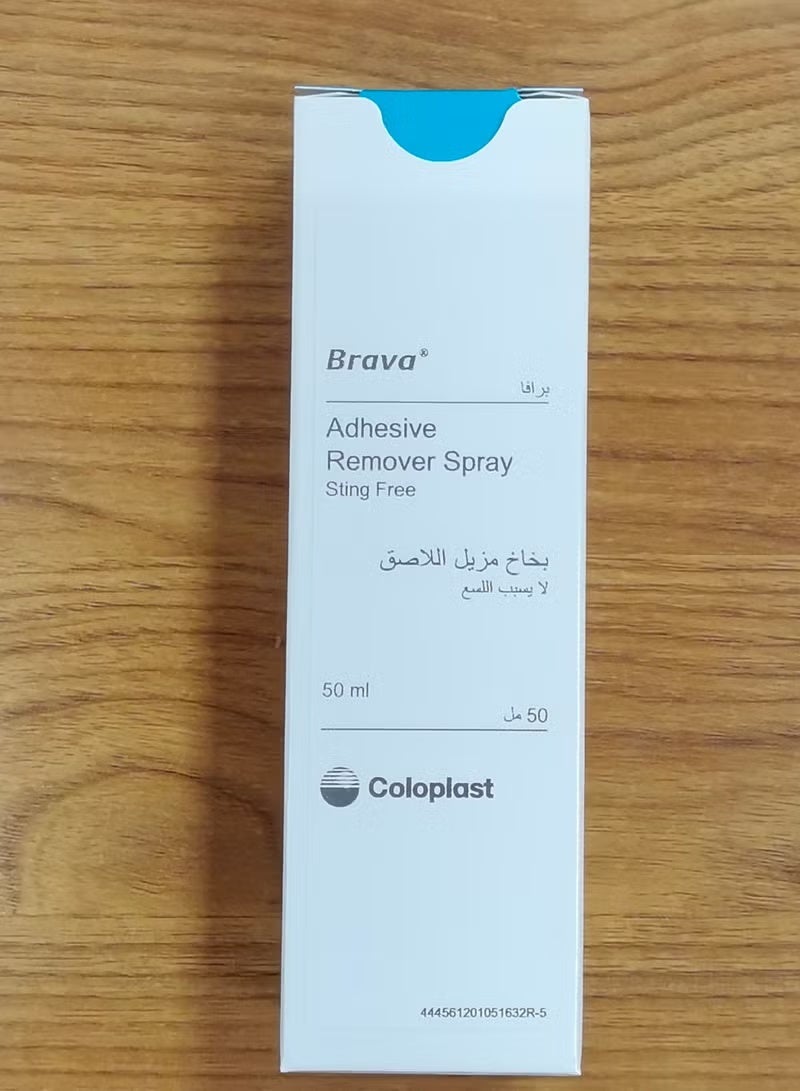 Brava®
برافا
Adhesive
Remover Spray
Sting Free
بخاخ مزيل اللاصق
لا يسبب اللسع
50 ml
50 مل
Coloplast
444561201051632R-5